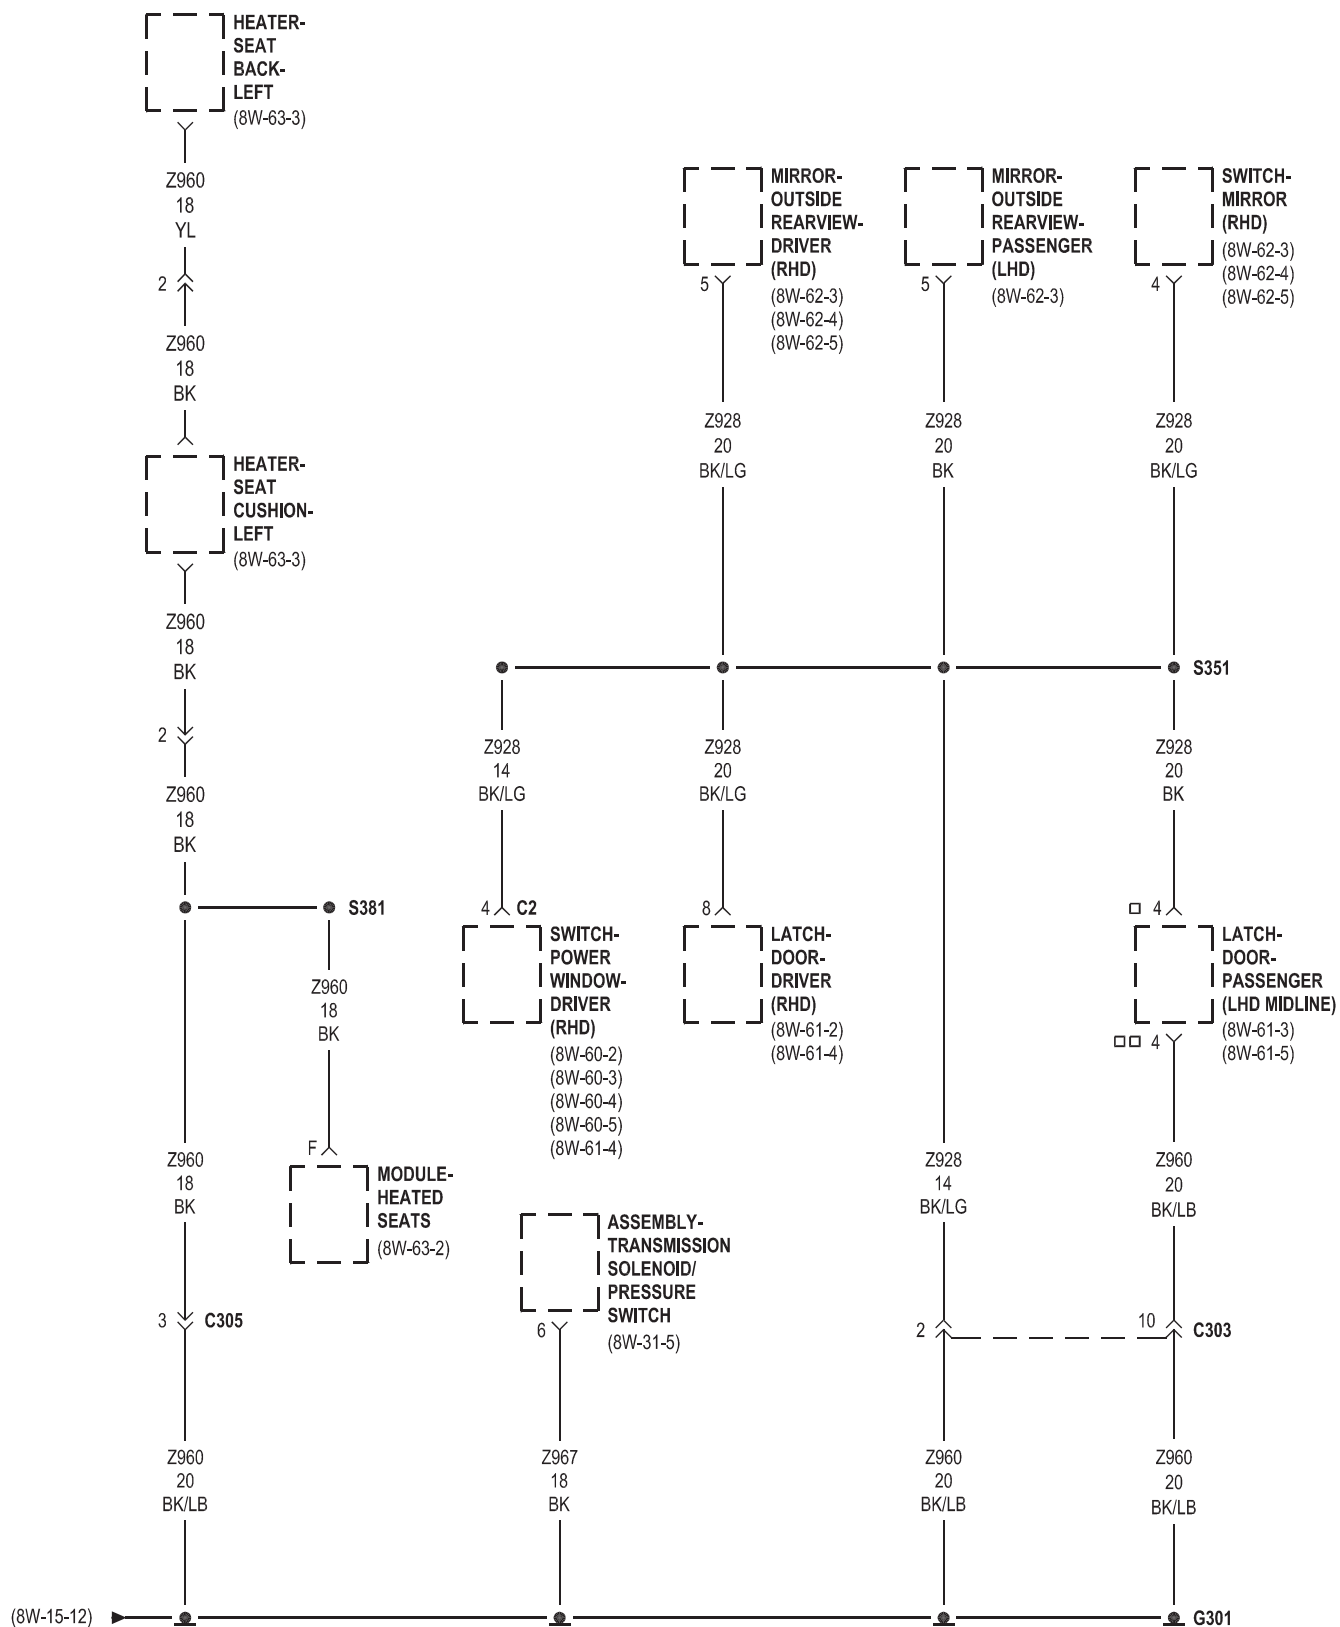 HEATER-
SEAT
BACK-
LEFT
(8W-63-3)
Z960
18
YL
2
Z960
18
BK
HEATER-
SEAT
CUSHION-
LEFT
(8W-63-3)
Z960
18
BK
2
Z960
18
BK
S381
Z960
18
BK
F
MODULE-
HEATED
SEATS
(8W-63-2)
Z960
18
BK
3
C305
Z960
20
BK/LB
MIRROR-
OUTSIDE
REARVIEW-
DRIVER
(RHD)
(8W-62-3)
(8W-62-4)
(8W-62-5)
5
Z928
20
BK/LG
MIRROR-
OUTSIDE
REARVIEW-
PASSENGER
(LHD)
(8W-62-3)
5
Z928
20
BK
SWITCH-
MIRROR
(RHD)
(8W-62-3)
(8W-62-4)
(8W-62-5)
4
Z928
20
BK/LG
S351
Z928
14
BK/LG
4
C2
SWITCH-
POWER
WINDOW-
DRIVER
(RHD)
(8W-60-2)
(8W-60-3)
(8W-60-4)
(8W-60-5)
(8W-61-4)
Z928
20
BK/LG
8
LATCH-
DOOR-
DRIVER
(RHD)
(8W-61-2)
(8W-61-4)
Z928
20
BK
4
LATCH-
DOOR-
PASSENGER
(LHD MIDLINE)
(8W-61-3)
(8W-61-5)
4
ASSEMBLY-
TRANSMISSION
SOLENOID/
PRESSURE
SWITCH
(8W-31-5)
6
Z967
18
BK
Z928
14
BK/LG
2
Z960
20
BK/LB
Z960
20
BK/LB
10
C303
Z960
20
BK/LB
(8W-15-12)
G301